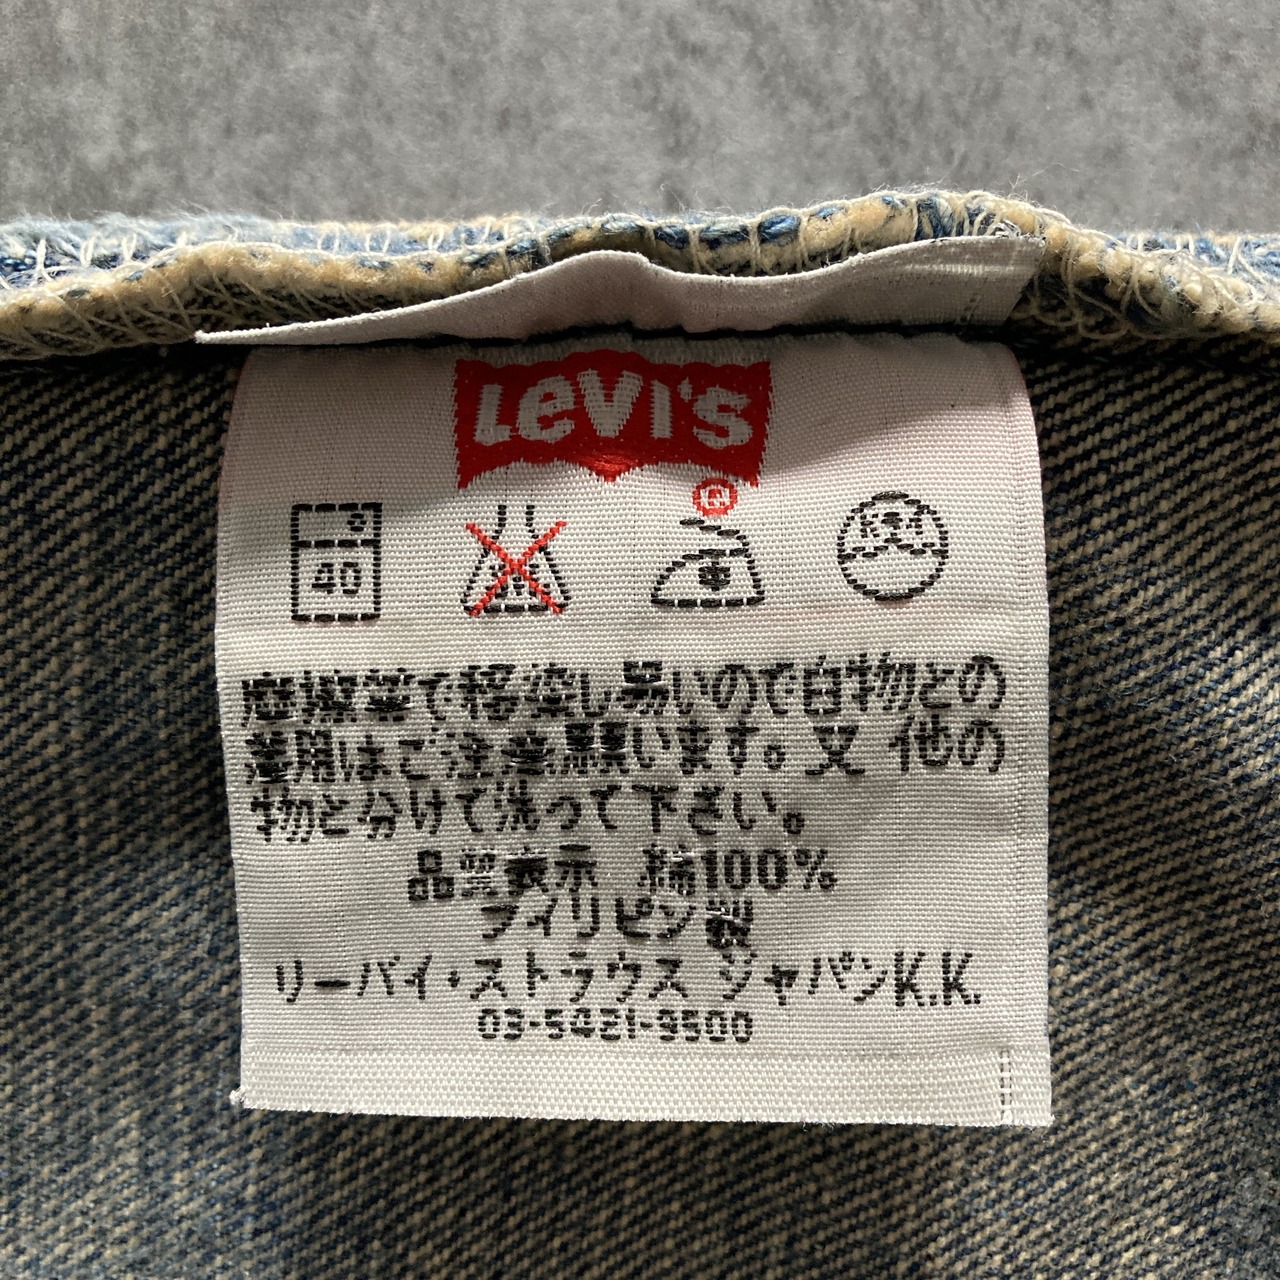 Levi's
R
40
ドライ
摩擦等で移染し易いので白物との
着用はご注意願います。又 他の
物と分けて洗って下さい。
品質表示 綿100%
フィリピン製
リーバイ・ストラウス ジャパンK.K.
03-5421-9500